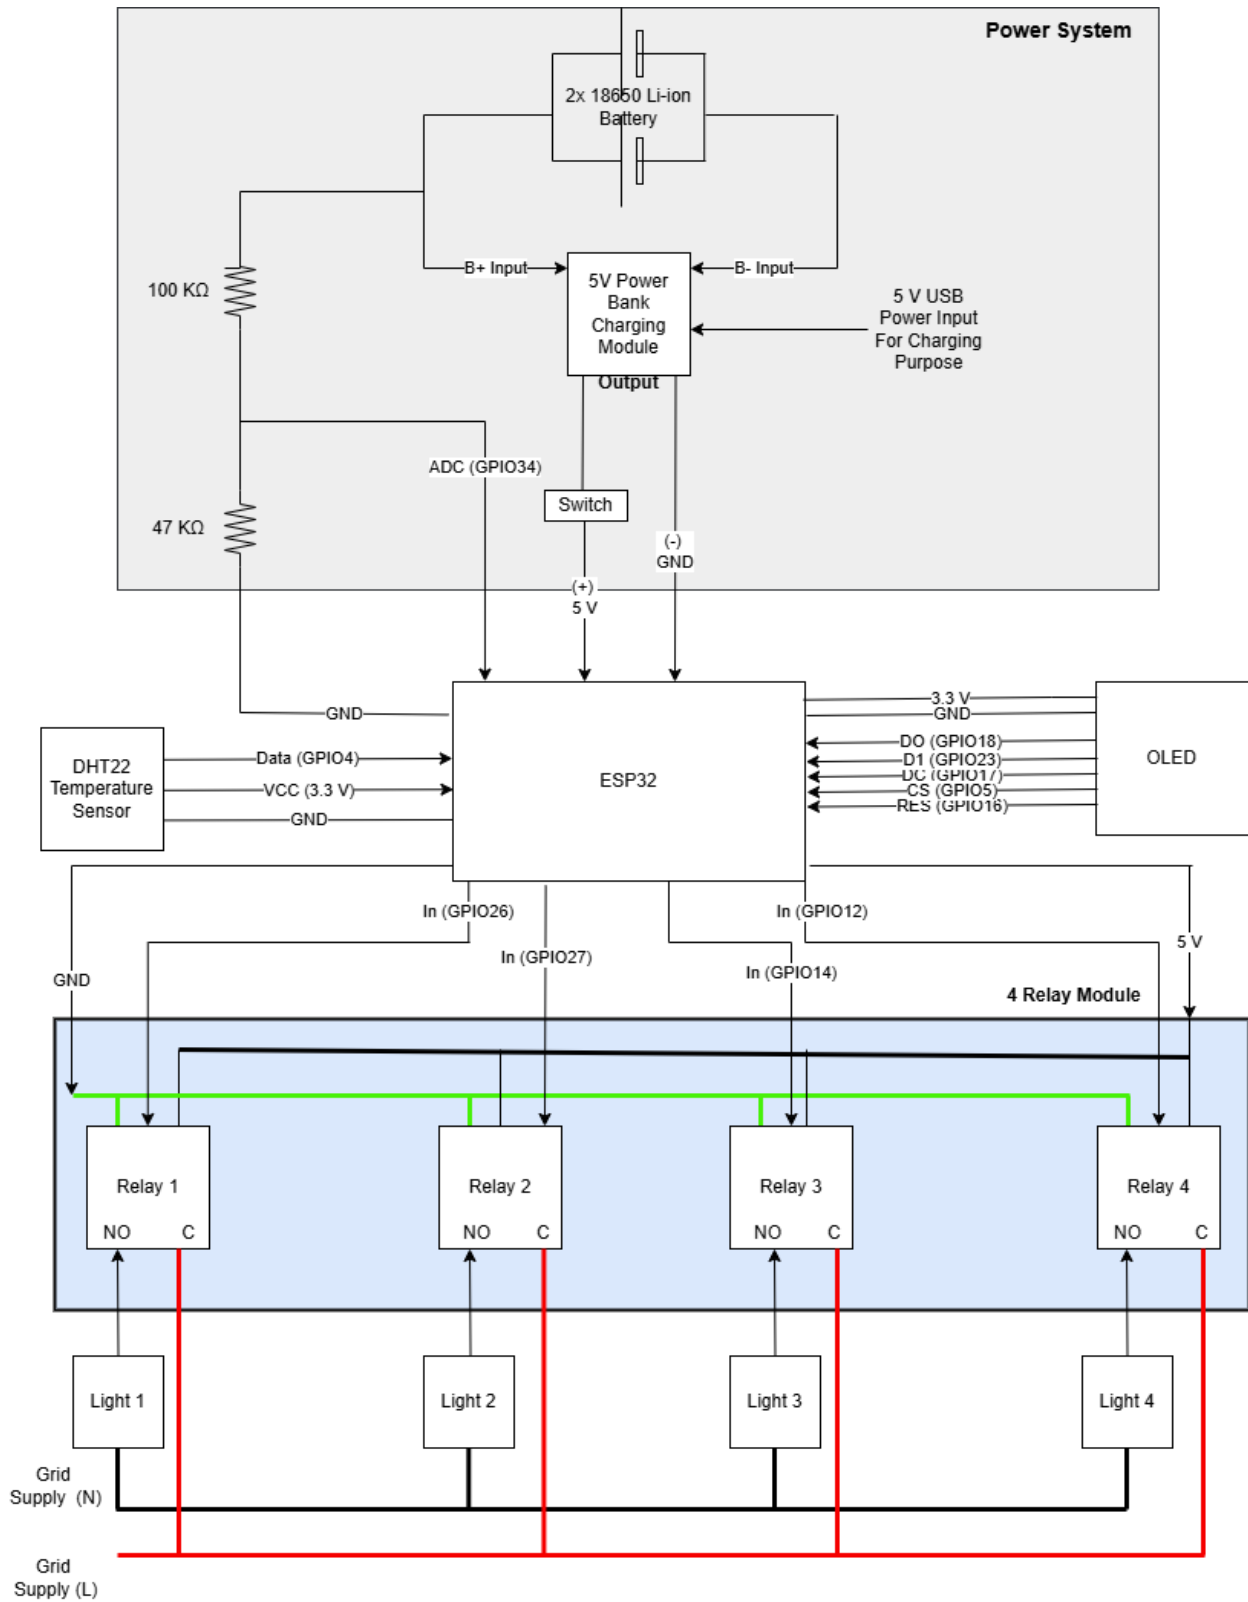 Power System
2x 18650 Li-ion
Battery
B+ Input
B- Input
5V Power
Bank
Charging
Module
Output
5 V USB
Power Input
For Charging
Purpose
100 KΩ
ADC (GPIO34)
Switch
47 KΩ
(-)
GND
(+)
5 V
GND
3.3 V
GND
DHT22
Temperature
Sensor
Data (GPIO4)
VCC (3.3 V)
GND
ESP32
DO (GPIO18)
D1 (GPIO23)
DC (GPIO17)
CS (GPIO5)
RES (GPIO16)
OLED
In (GPIO26)
In (GPIO27)
In (GPIO14)
In (GPIO12)
5 V
GND
4 Relay Module
Relay 1
NO C
Relay 2
NO C
Relay 3
NO C
Relay 4
NO C
Light 1
Light 2
Light 3
Light 4
Grid
Supply (N)
Grid
Supply (L)